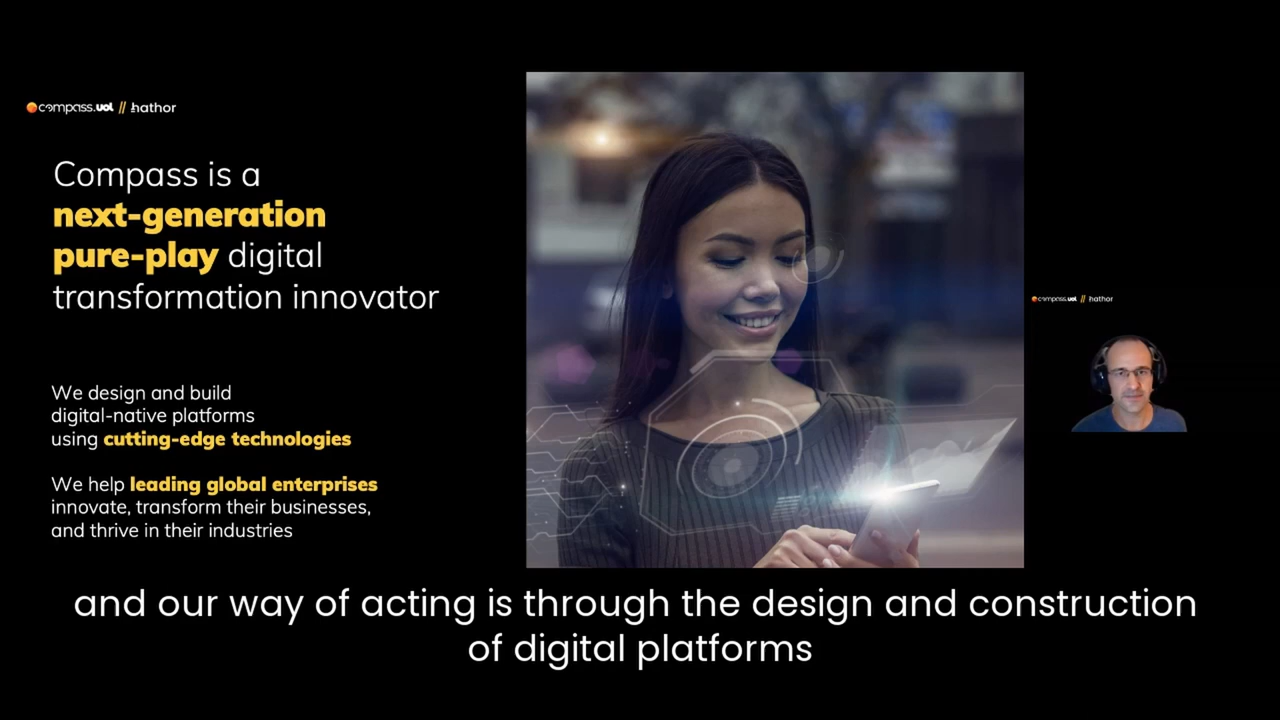 compass.uol // hathor
Compass is a
next-generation
pure-play digital
transformation innovator
We design and build
digital-native platforms
using cutting-edge technologies
We help leading global enterprises
innovate, transform their businesses,
and thrive in their industries
compass.uol // hathor
and our way of acting is through the design and construction
of digital platforms